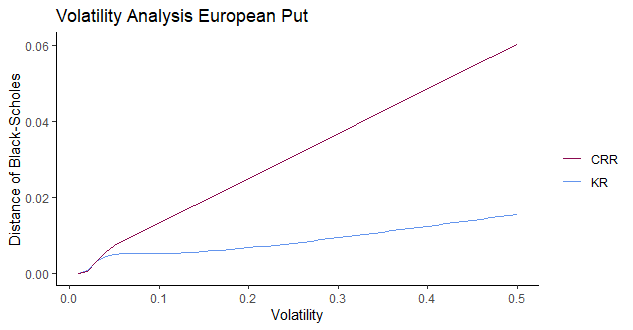 Volatility Analysis European Put
Distance of Black-Scholes
0.06
0.04
0.02
0.00
0.0
0.1
0.2
0.3
0.4
0.5
Volatility
CRR
KR